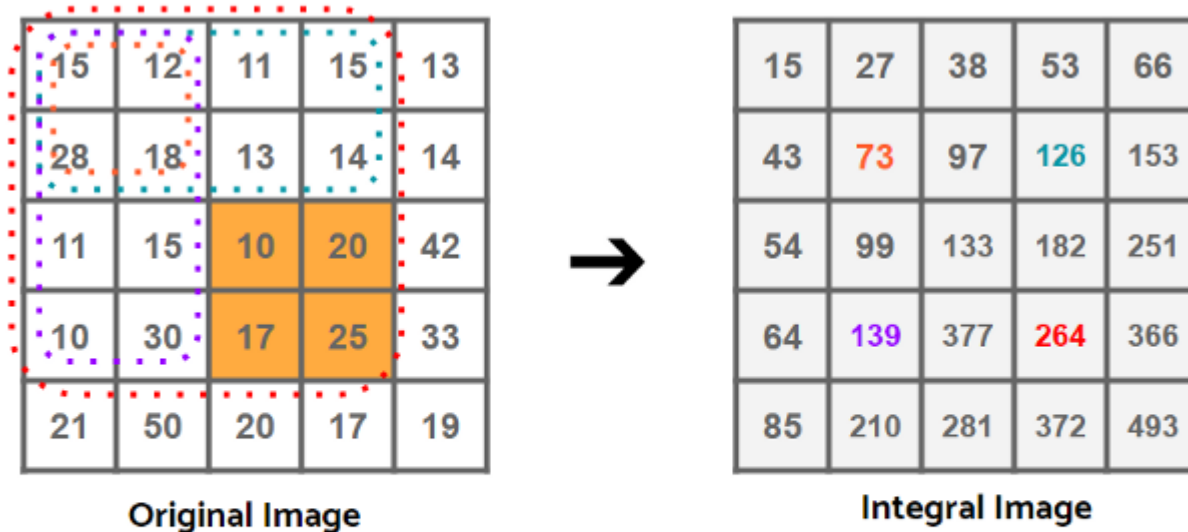 15 12 11 15 13 15 27 38 53 66
28 18 13 14 14 43 73 97 126 153
11 15 10 20 42 54 99 133 182 251
10 30 17 25 33 64 139 377 264 366
21 50 20 17 19 85 210 281 372 493
Original Image Integral Image